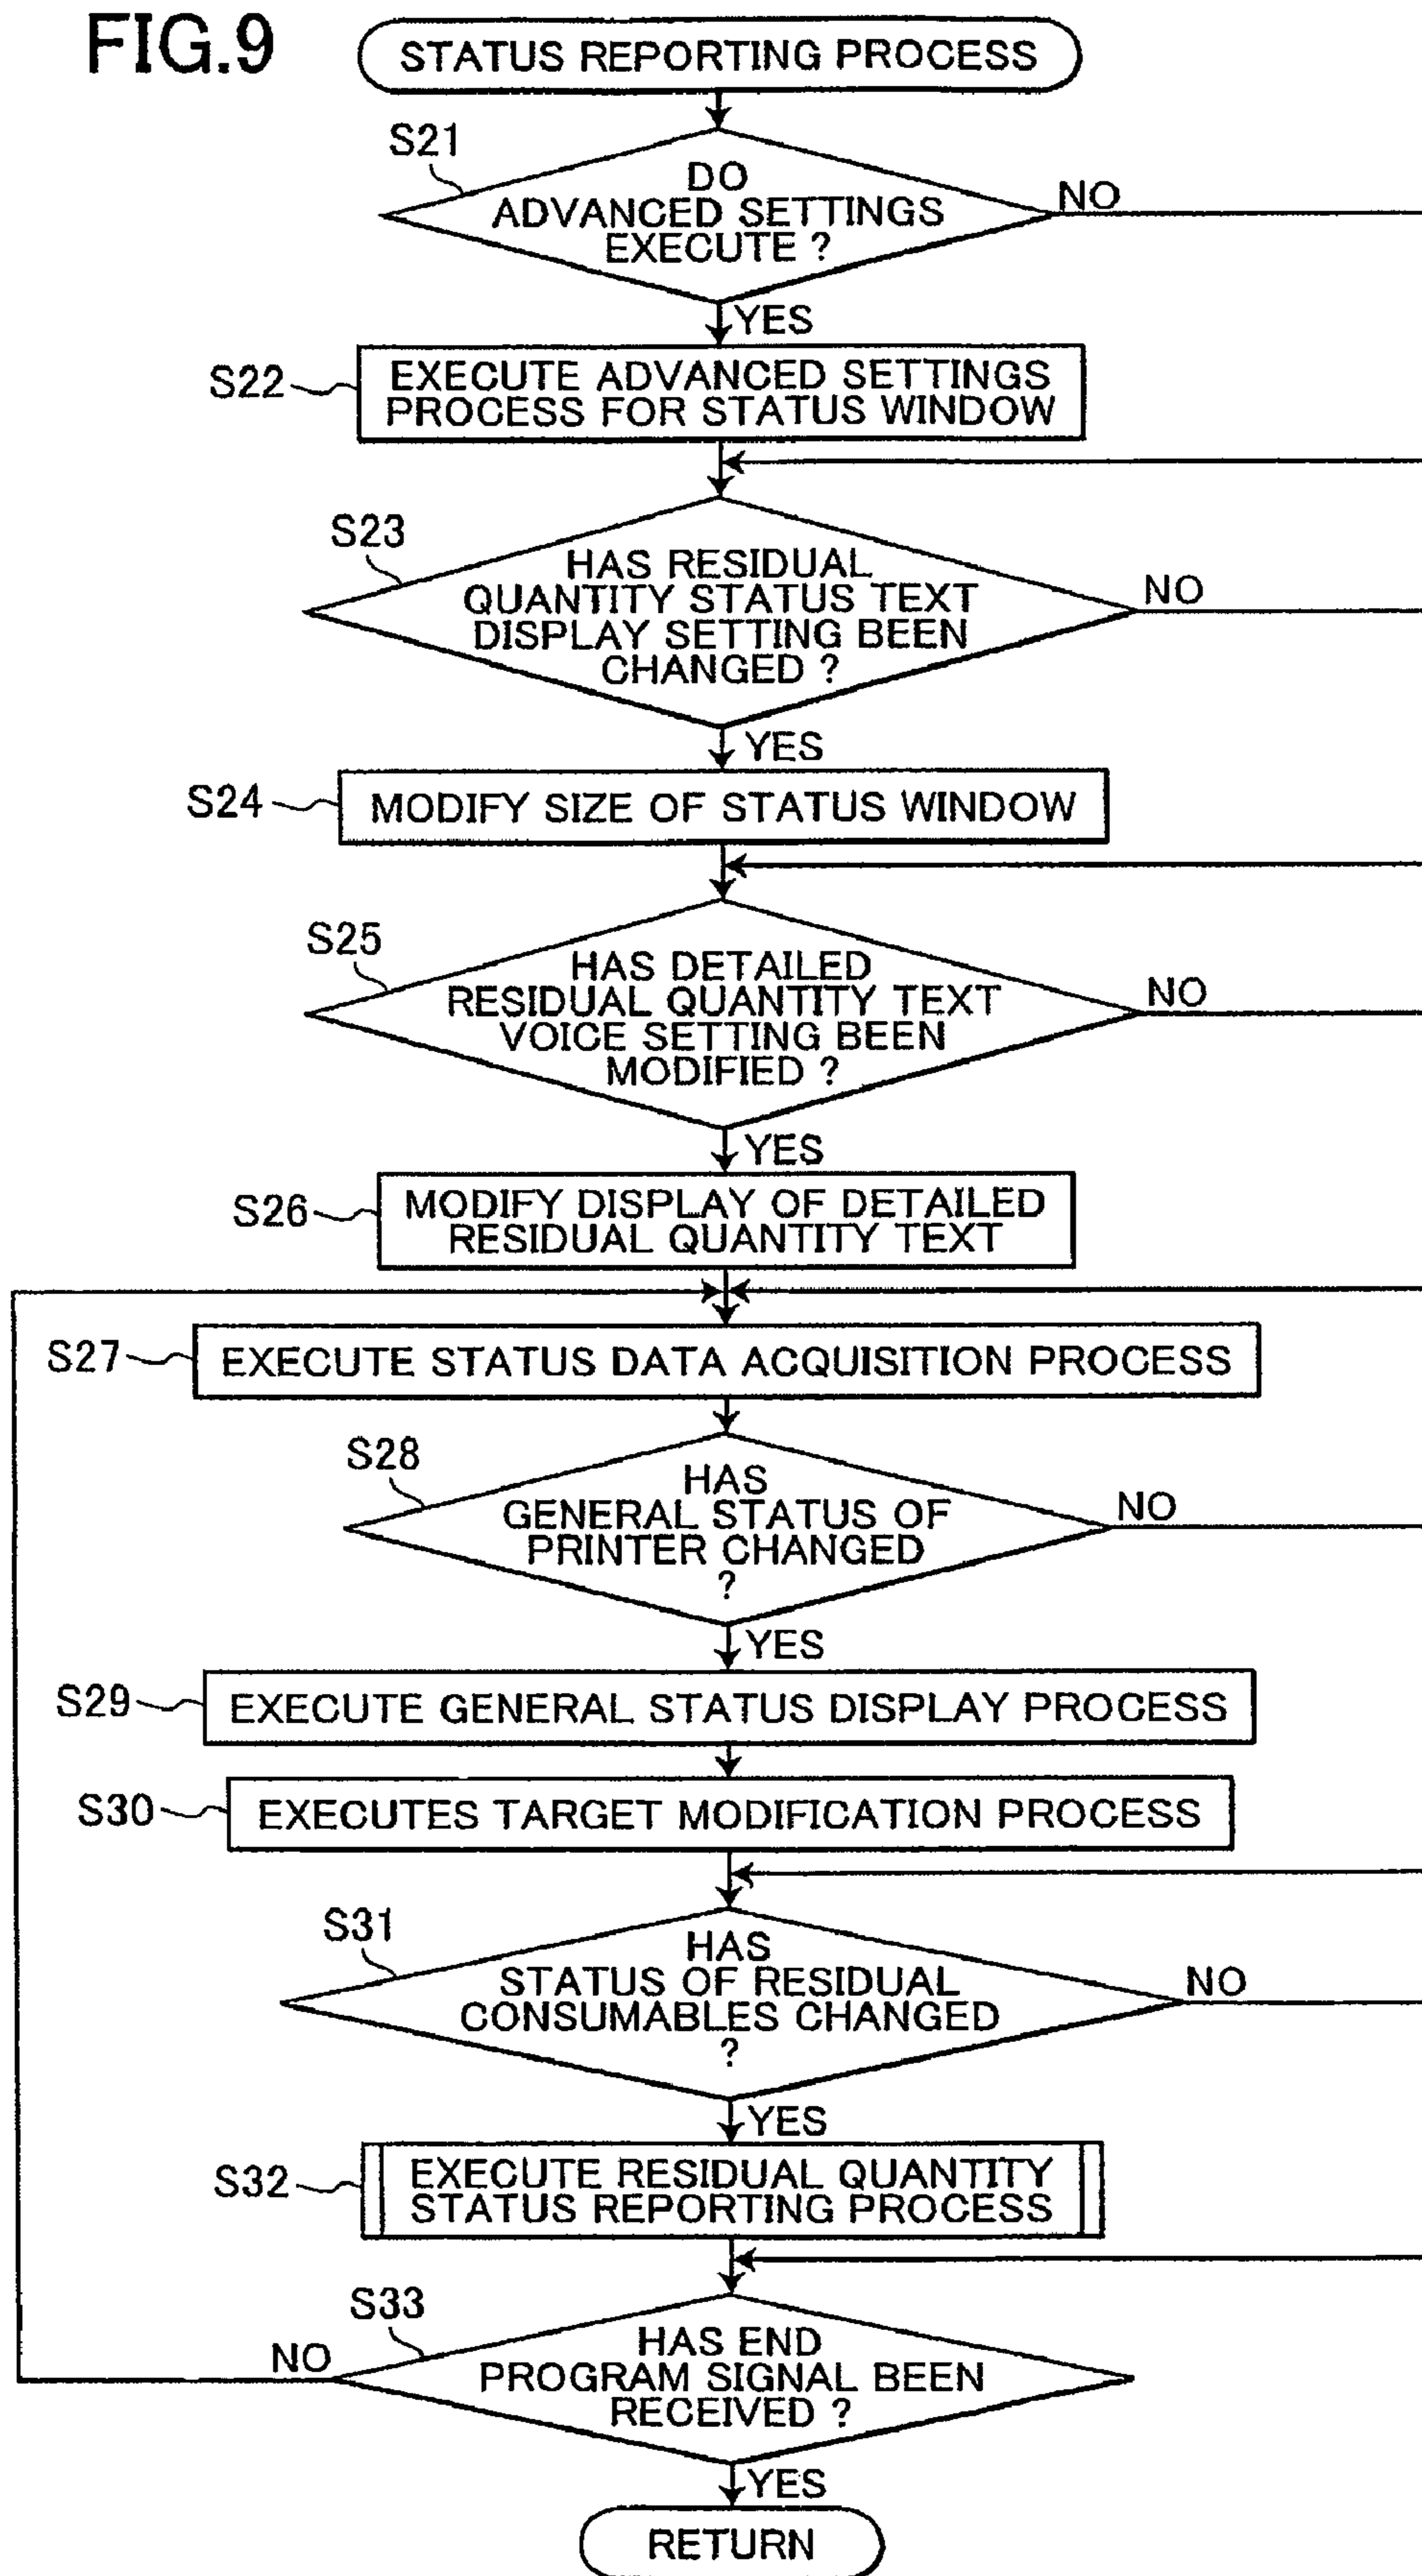 FIG.9
STATUS REPORTING PROCESS
S21
DO
ADVANCED SETTINGS
EXECUTE ?
NO
YES
S22
EXECUTE ADVANCED SETTINGS
PROCESS FOR STATUS WINDOW
S23
HAS RESIDUAL
QUANTITY STATUS TEXT
DISPLAY SETTING BEEN
CHANGED ?
NO
YES
S24
MODIFY SIZE OF STATUS WINDOW
S25
HAS DETAILED
RESIDUAL QUANTITY TEXT
VOICE SETTING BEEN
MODIFIED ?
NO
YES
S26
MODIFY DISPLAY OF DETAILED
RESIDUAL QUANTITY TEXT
S27
EXECUTE STATUS DATA ACQUISITION PROCESS
S28
HAS
GENERAL STATUS OF
PRINTER CHANGED
?
NO
YES
S29
EXECUTE GENERAL STATUS DISPLAY PROCESS
S30
EXECUTES TARGET MODIFICATION PROCESS
S31
HAS
STATUS OF RESIDUAL
CONSUMABLES CHANGED
?
NO
YES
S32
EXECUTE RESIDUAL QUANTITY
STATUS REPORTING PROCESS
S33
HAS END
PROGRAM SIGNAL BEEN
RECEIVED ?
NO
YES
RETURN